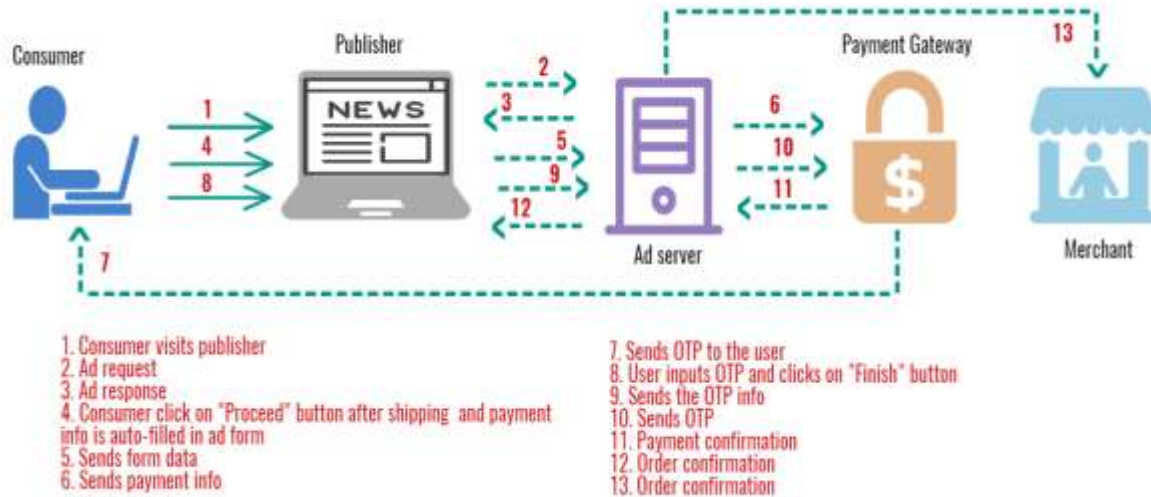 13
Consumer
Publisher
Payment Gateway
2
NEWS
3
1
6
4
5
10
8
9
11
12
$
Ad server
Merchant
7
1. Consumer visits publisher
2. Ad request
3. Ad response
4. Consumer click on "Proceed" button after shipping and payment
info is auto-filled in ad form
5. Sends form data
6. Sends payment info
7. Sends OTP to the user
8. User inputs OTP and clicks on "Finish" button
9. Sends the OTP info
10. Sends OTP
11. Payment confirmation
12. Order confirmation
13. Order confirmation